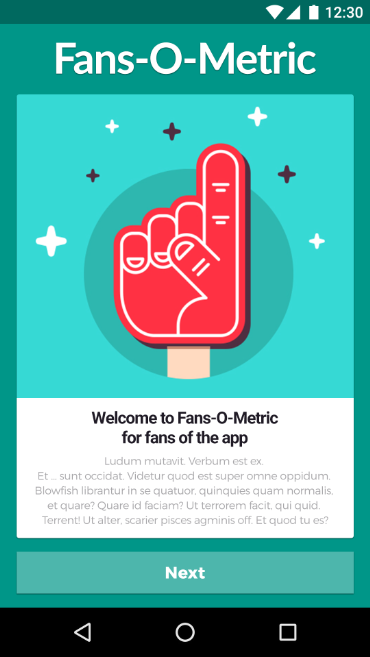 12:30
Fans-O-Metric
Welcome to Fans-O-Metric
for fans of the app
Ludum mutavit. Verbum est ex.
Et ... sunt occidat. Videtur quod est super omne oppidum.
Blowfish librantur in se quatuor, quinquies quam normalis,
et quare? Quare id faciam? Ut terrorem facit, qui quid.
Terrent! Ut alter, scarier pisces agminis off. Et quod tu es?
Next